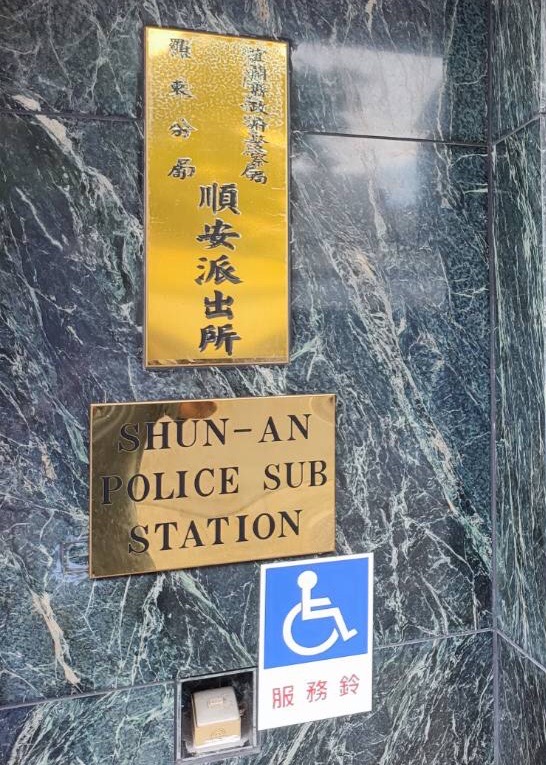 宜蘭縣政府警察局
羅東分局
順安派出所
SHUN-AN
POLICE SUB
STATION
服務鈴